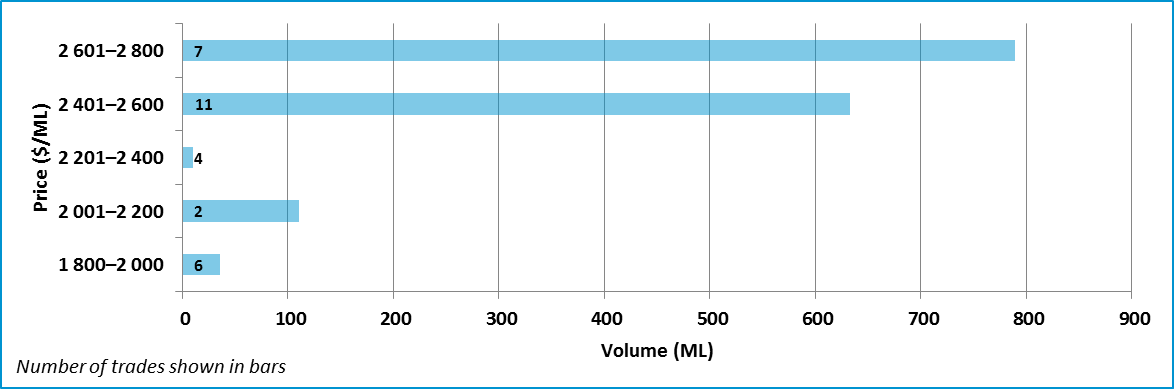 Price ($/ML)
2 601–2 800
7
2 401–2 600
11
2 201–2 400
4
2 001–2 200
2
1 800–2 000
6
0 100 200 300 400 500 600 700 800 900
Volume (ML)
Number of trades shown in bars